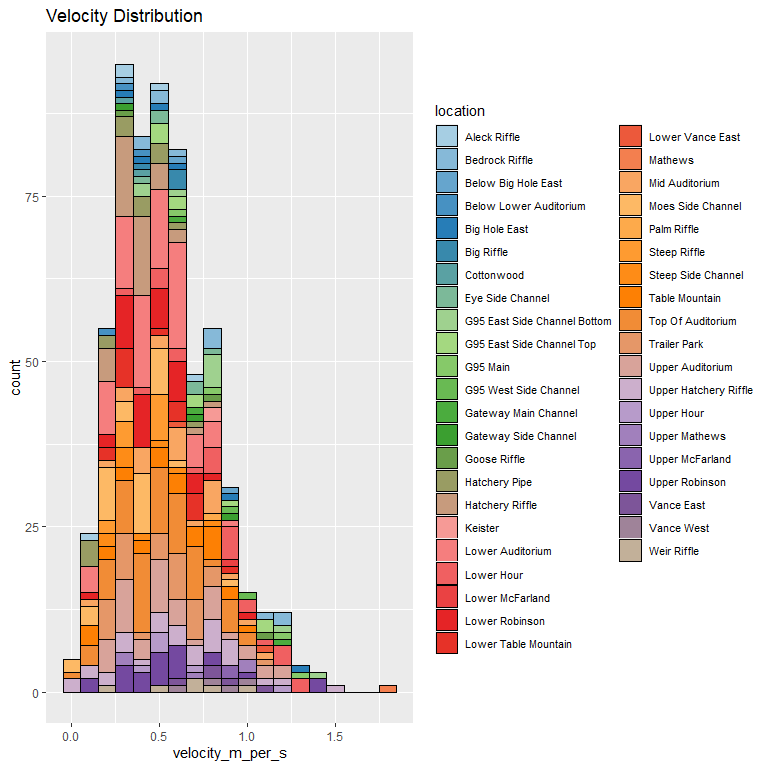 Velocity Distribution
count
75
50
25
0
0.0
0.5
1.0
1.5
velocity_m_per_s
location
Aleck Riffle
Bedrock Riffle
Below Big Hole East
Below Lower Auditorium
Big Hole East
Big Riffle
Cottonwood
Eye Side Channel
G95 East Side Channel Bottom
G95 East Side Channel Top
G95 Main
G95 West Side Channel
Gateway Main Channel
Gateway Side Channel
Goose Riffle
Hatchery Pipe
Hatchery Riffle
Keister
Lower Auditorium
Lower Hour
Lower McFarland
Lower Robinson
Lower Table Mountain
Lower Vance East
Mathews
Mid Auditorium
Moes Side Channel
Palm Riffle
Steep Riffle
Steep Side Channel
Table Mountain
Top Of Auditorium
Trailer Park
Upper Auditorium
Upper Hatchery Riffle
Upper Hour
Upper Mathews
Upper McFarland
Upper Robinson
Vance East
Vance West
Weir Riffle